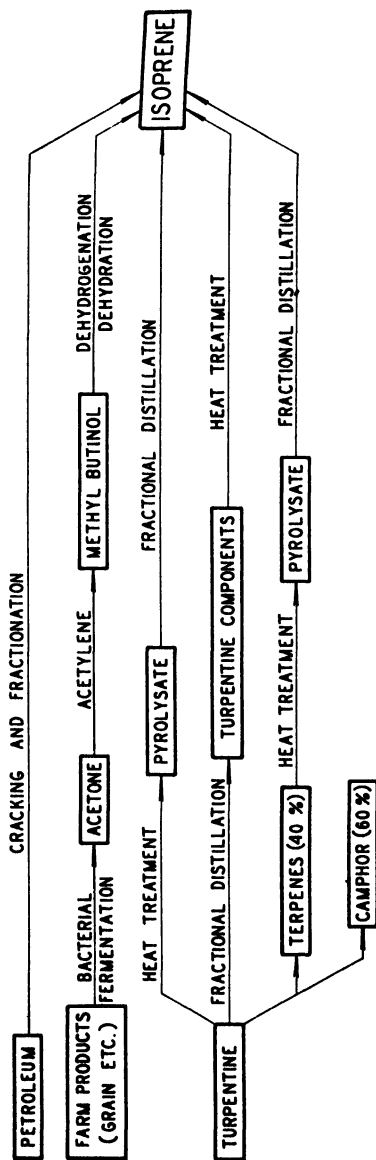 PETROLEUM
CRACKING AND FRACTIONATION
ISOPRENE
FARM PRODUCTS
(GRAIN ETC.)
BACTERIAL
FERMENTATION
ACETONE
ACETYLENE
METHYL BUTINOL
DEHYDROGENATION
DEHYDRATION
HEAT TREATMENT
PYROLYSATE
FRACTIONAL DISTILLATION
TURPENTINE
FRACTIONAL DISTILLATION
TURPENTINE COMPONENTS
HEAT TREATMENT
TERPENES (40 %)
HEAT TREATMENT
PYROLYSATE
FRACTIONAL DISTILLATION
CAMPHOR (60 %)